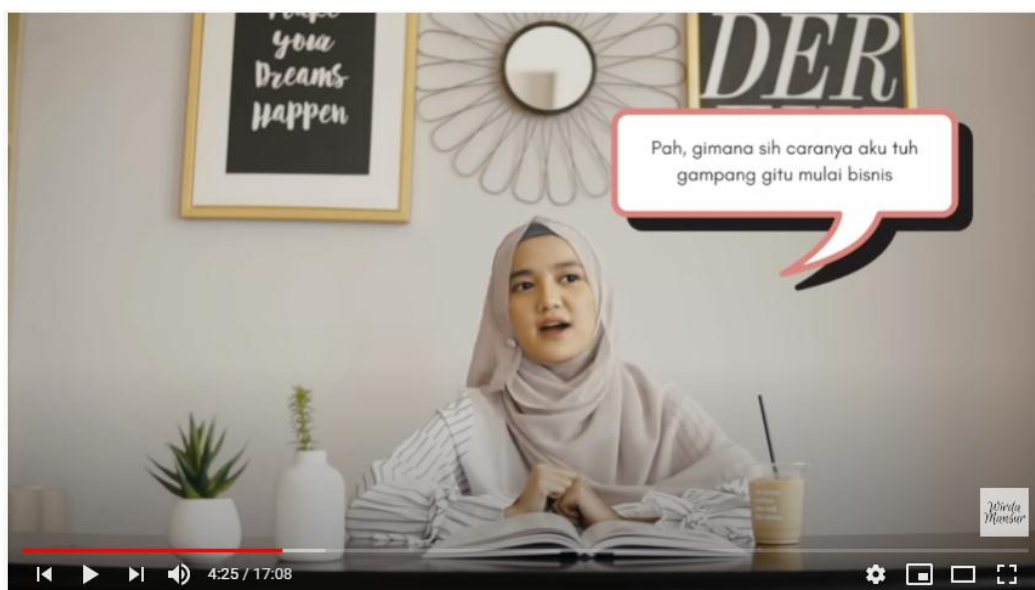 your
Dreams
Happen
DER
Pah, gimana sih caranya aku tuh
gampang gitu mulai bisnis
Wirda
Mansur
4:25 / 17:08